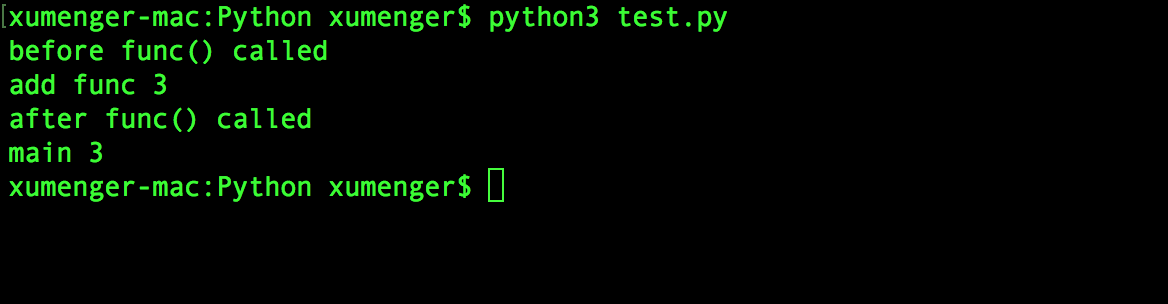 [xumenger-mac:Python xumenger$ python3 test.py
before func() called
add func 3
after func() called
main 3
xumenger-mac:Python xumenger$